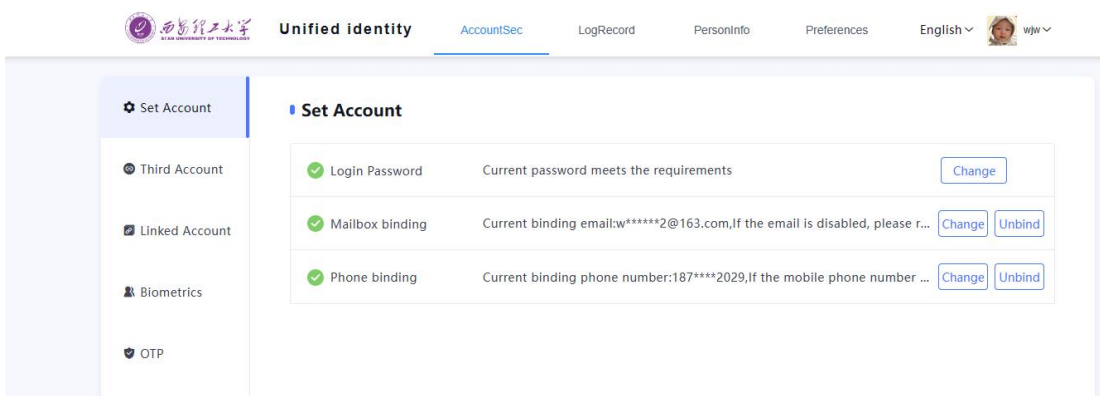 西安理工大学
XI'AN UNIVERSITY OF TECHNOLOGY
Unified identity
AccountSec
LogRecord
PersonInfo
Preferences
English
wjw
Set Account
Third Account
Linked Account
Biometrics
OTP
Set Account
Login Password
Current password meets the requirements
Change
Mailbox binding
Current binding email:w******2@163.com,If the email is disabled, please r...
Change
Unbind
Phone binding
Current binding phone number:187****2029,If the mobile phone number ...
Change
Unbind